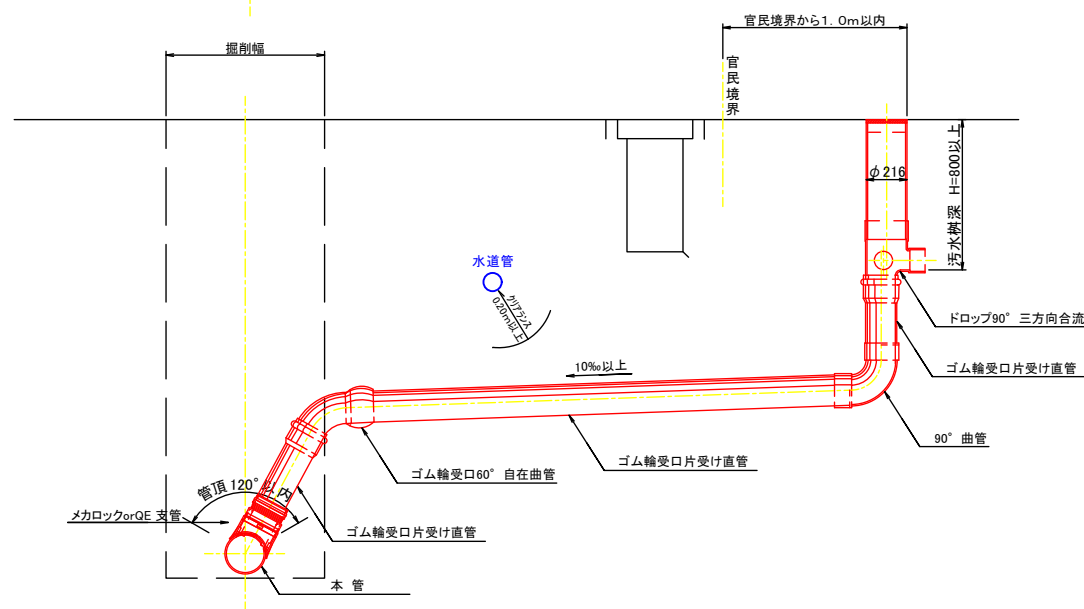 官民境界から1.0m以内
掘削幅
官民境界
φ216
汚水桝深 H=800以上
水道管
クリアランス
0.20m以上
ドロップ90° 三方向合流
ゴム輪受口片受け直管
10‰以上
90° 曲管
ゴム輪受口片受け直管
ゴム輪受口60° 自在曲管
管頂120°以内
メカロックorQE 支管
ゴム輪受口片受け直管
本 管